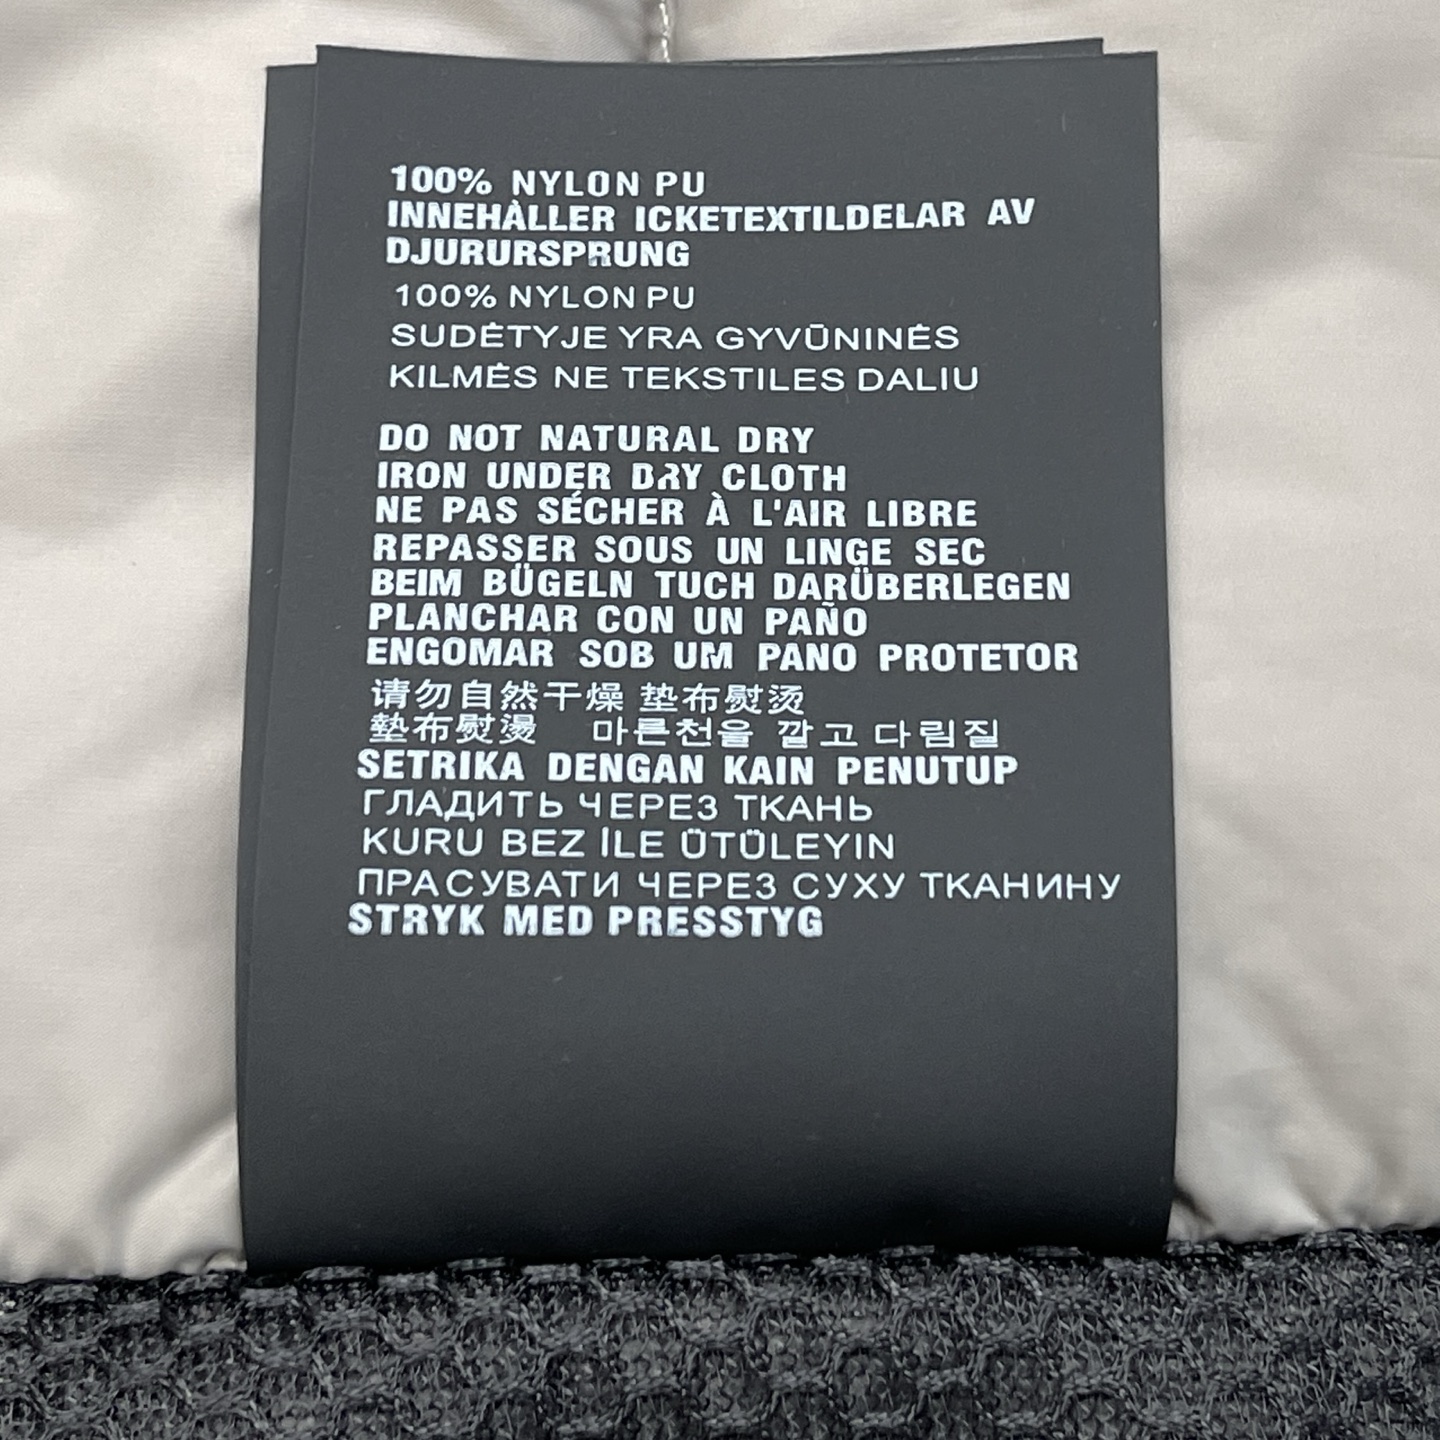 100% NYLON PU
INNEHÀLLER ICKETEXTILDELAR AV
DJURURSPRUNG
100% NYLON PU
SUDĖTYJE YRA GYVŪNINĖS
KILMĖS NE TEKSTILES DALIU
DO NOT NATURAL DRY
IRON UNDER DRY CLOTH
NE PAS SÉCHER À L'AIR LIBRE
REPASSER SOUS UN LINGE SEC
BEIM BÜGELN TUCH DARÜBERLEGEN
PLANCHAR CON UN PAÑO
ENGOMAR SOB UM PANO PROTETOR
请勿自然干燥 垫布熨烫
墊布熨燙 마른천을 깔고 다림질
SETRIKA DENGAN KAIN PENUTUP
ГЛАДИТЬ ЧЕРЕЗ ТКАНЬ
KURU BEZ İLE ÜTÜLEYIN
ПРАСУВАТИ ЧЕРЕЗ СУХУ ТКАНИНУ
STRYK MED PRESSTYG